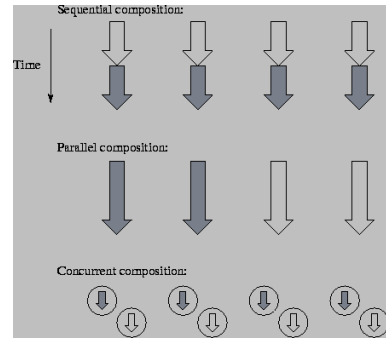 Sequential composition:
Time
Parallel composition:
Concurrent composition: